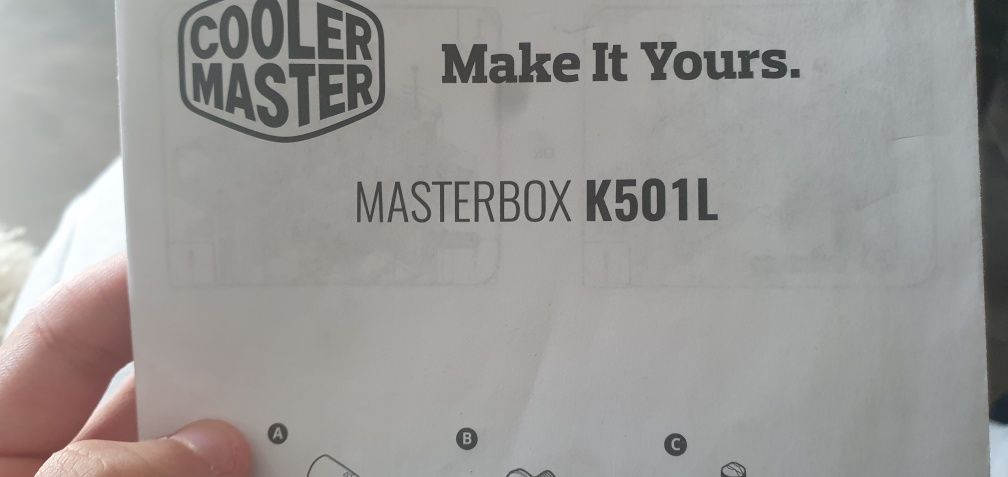 COOLER
MASTER
Make It Yours.
MASTERBOX K501L
A
B
C